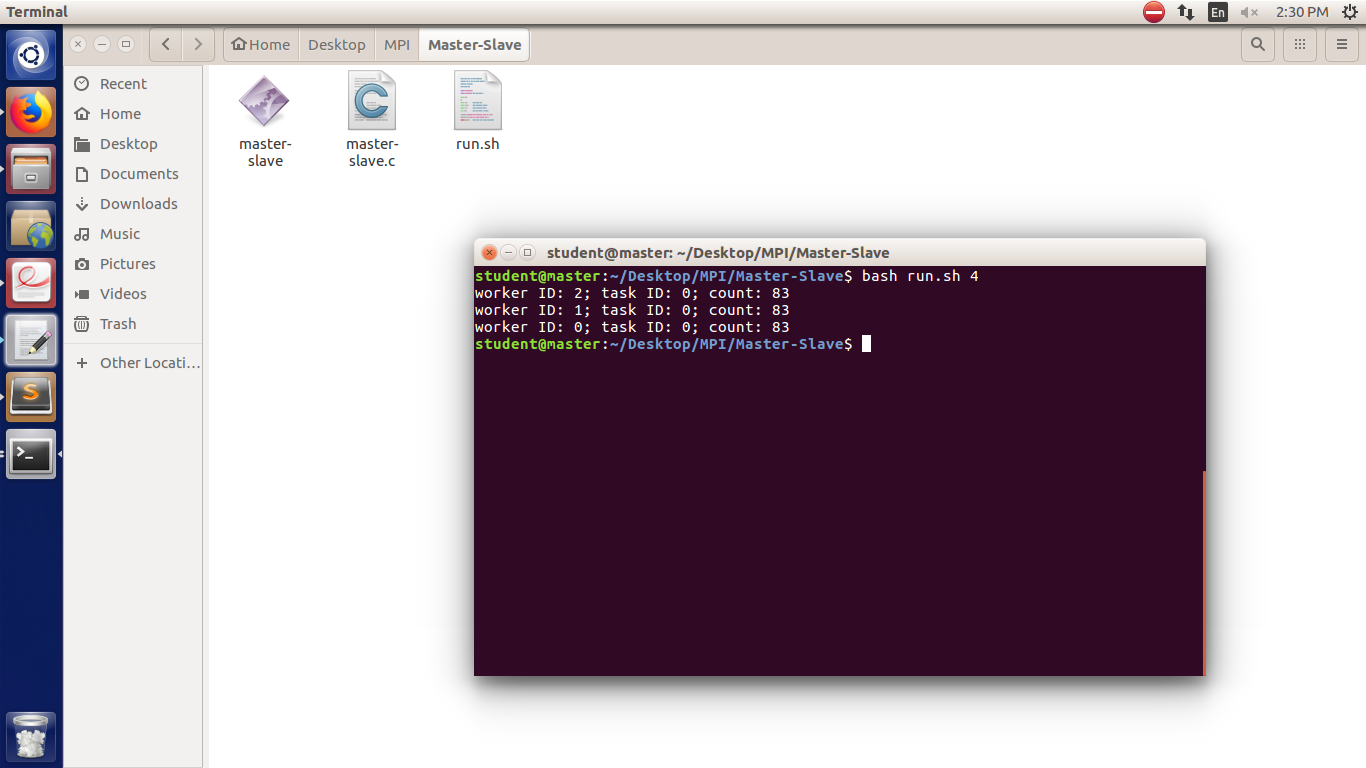 Terminal
En
2:30 PM
Home
Desktop
MPI
Master-Slave
Recent
Home
Desktop
Documents
Downloads
Music
Pictures
Videos
Trash
Other Locati...
master-
slave
master-
slave.c
run.sh
student@master: ~/Desktop/MPI/Master-Slave
student@master:~/Desktop/MPI/Master-Slave$ bash run.sh 4
worker ID: 2; task ID: 0; count: 83
worker ID: 1; task ID: 0; count: 83
worker ID: 0; task ID: 0; count: 83
student@master:~/Desktop/MPI/Master-Slave$